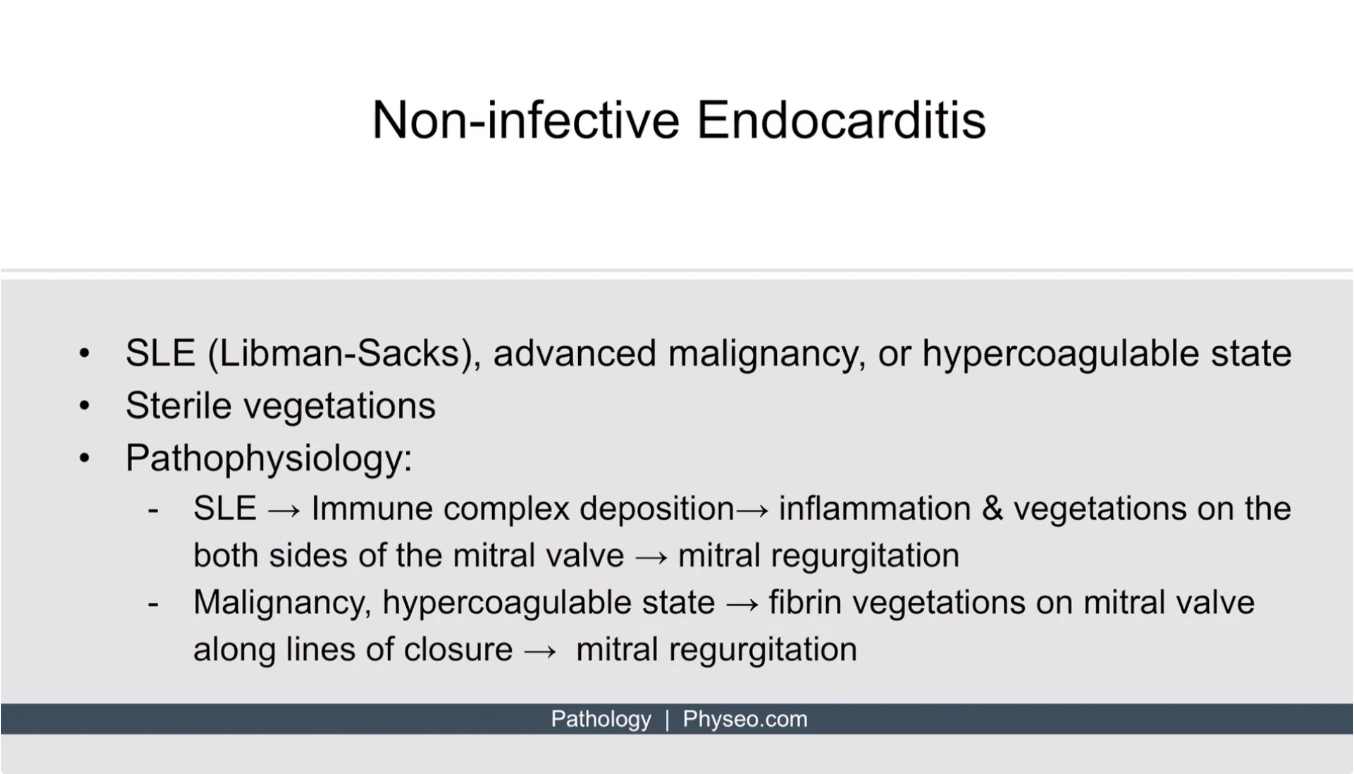 Non-infective Endocarditis
• SLE (Libman-Sacks), advanced malignancy, or hypercoagulable state
• Sterile vegetations
• Pathophysiology:
- SLE → Immune complex deposition→ inflammation & vegetations on the
both sides of the mitral valve → mitral regurgitation
- Malignancy, hypercoagulable state → fibrin vegetations on mitral valve
along lines of closure → mitral regurgitation
Pathology | Physeo.com